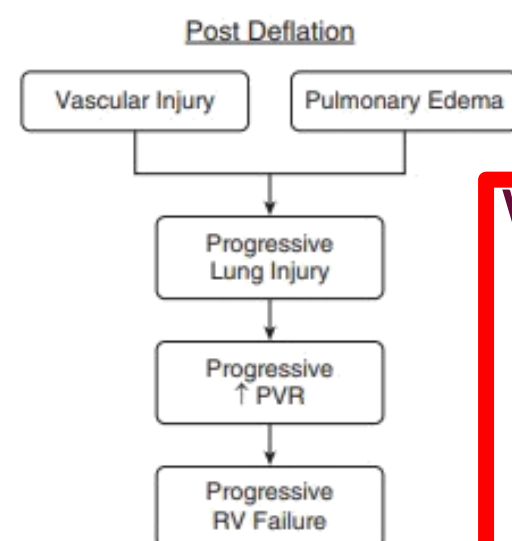 Post Deflation
Vascular Injury
Pulmonary Edema
Progressive
Lung Injury
Progressive
↑ PVR
Progressive
RV Failure